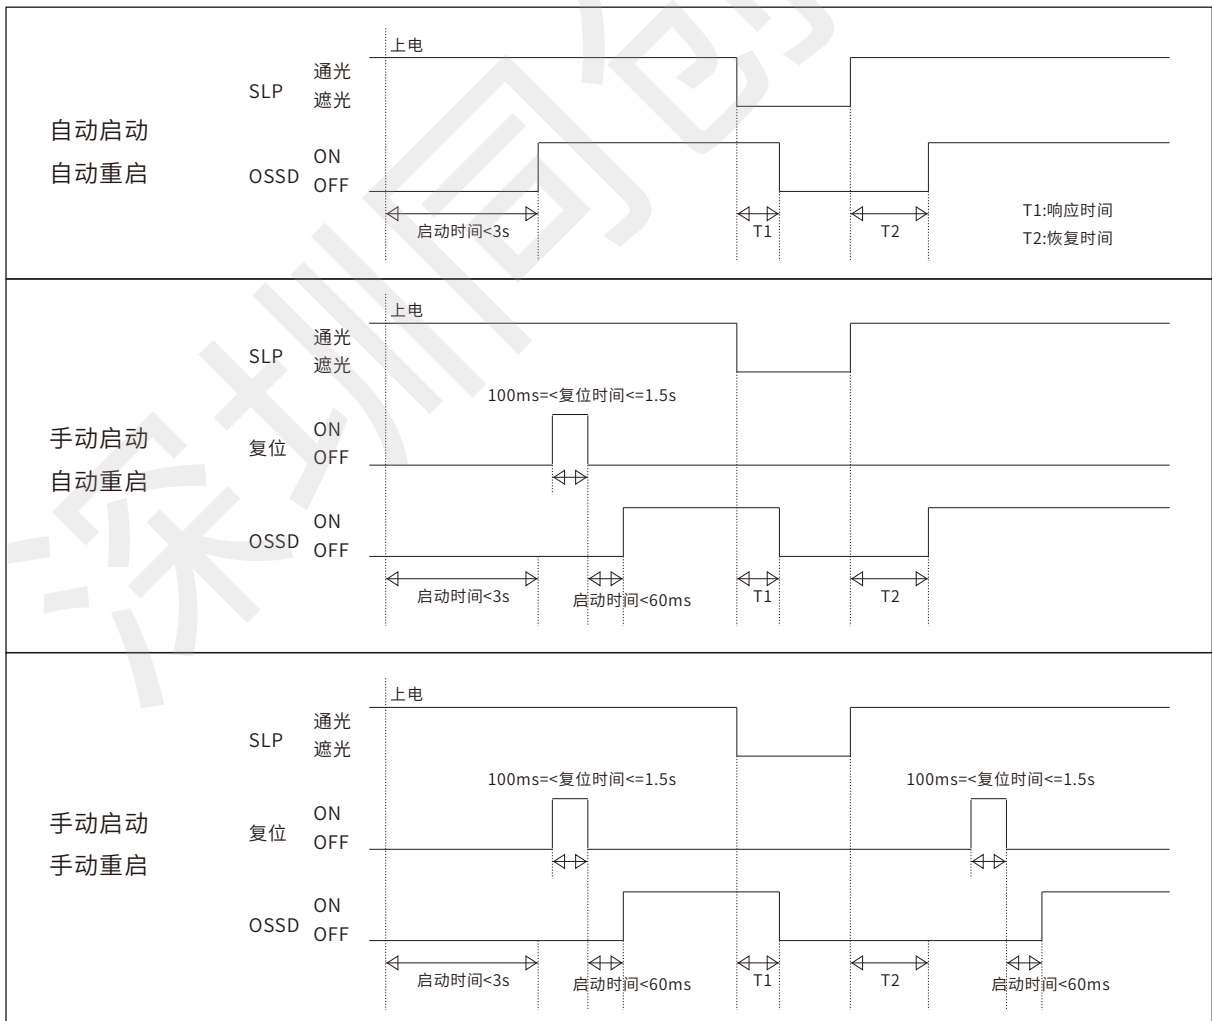 上电
通光
SLP
遮光
自动启动
自动重启
ON
OSSD
OFF
启动时间<3s
T1
T2
T1:响应时间
T2:恢复时间
上电
通光
SLP
遮光
100ms=<复位时间<=1.5s
手动启动
自动重启
ON
复位
OFF
ON
OSSD
OFF
启动时间<3s
启动时间<60ms
T1
T2
上电
通光
SLP
遮光
100ms=<复位时间<=1.5s
100ms=<复位时间<=1.5s
手动启动
手动重启
ON
复位
OFF
ON
OSSD
OFF
启动时间<3s
启动时间<60ms
T1
T2
启动时间<60ms
深圳同创